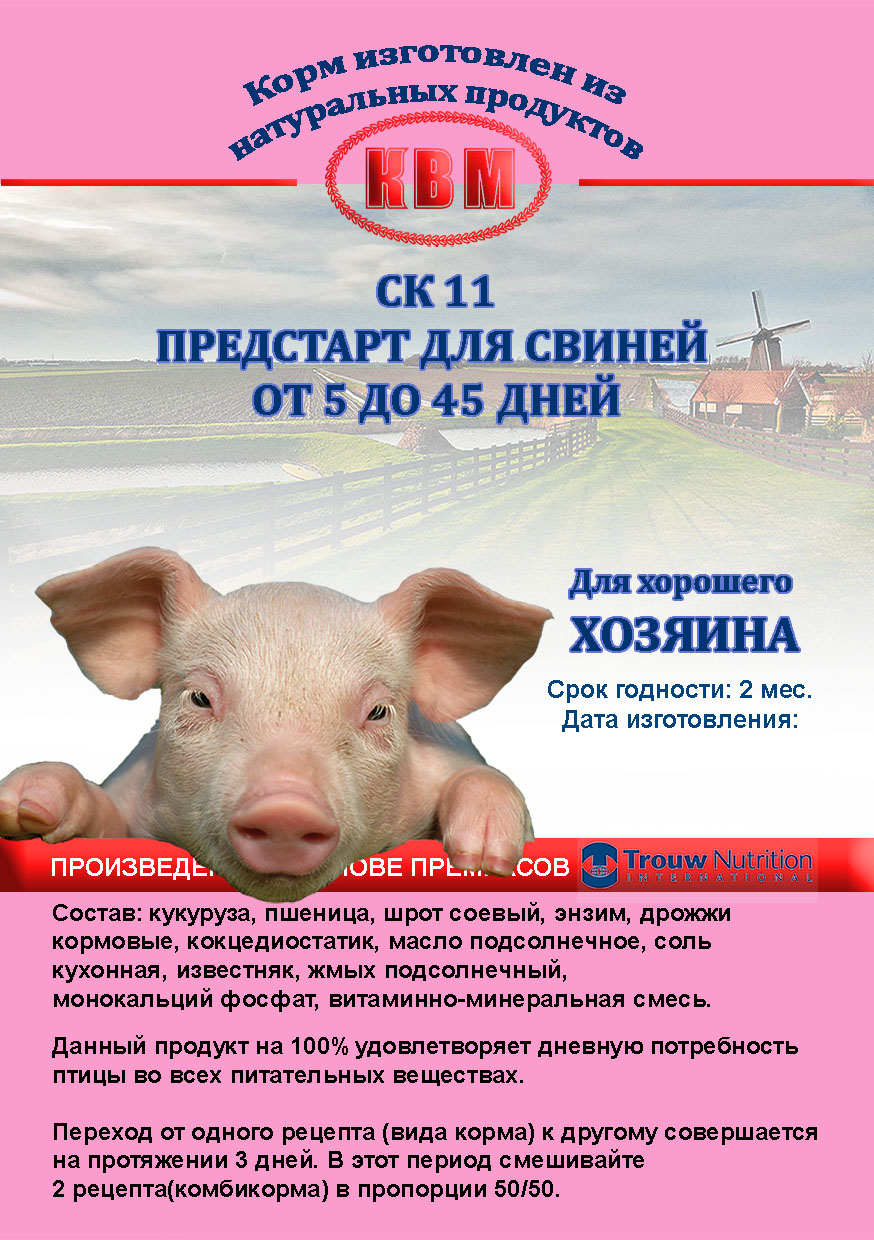 Корм изготовлен из
натуральных продуктов
КВМ
СК 11
ПРЕДСТАРТ ДЛЯ СВИНЕЙ
ОТ 5 ДО 45 ДНЕЙ
Для хорошего
ХОЗЯИНА
Срок годности: 2 мес.
Дата изготовления:
Trouw Nutrition
INTERNATIONAL
Состав: кукуруза, пшеница, шрот соевый, энзим, дрожжи
кормовые, кокцедиостатик, масло подсолнечное, соль
кухонная, известняк, жмых подсолнечный,
монокальций фосфат, витаминно-минеральная смесь.
Данный продукт на 100% удовлетворяет дневную потребность
птицы во всех питательных веществах.
Переход от одного рецепта (вида корма) к другому совершается
на протяжении 3 дней. В этот период смешивайте
2 рецепта(комбикорма) в пропорции 50/50.